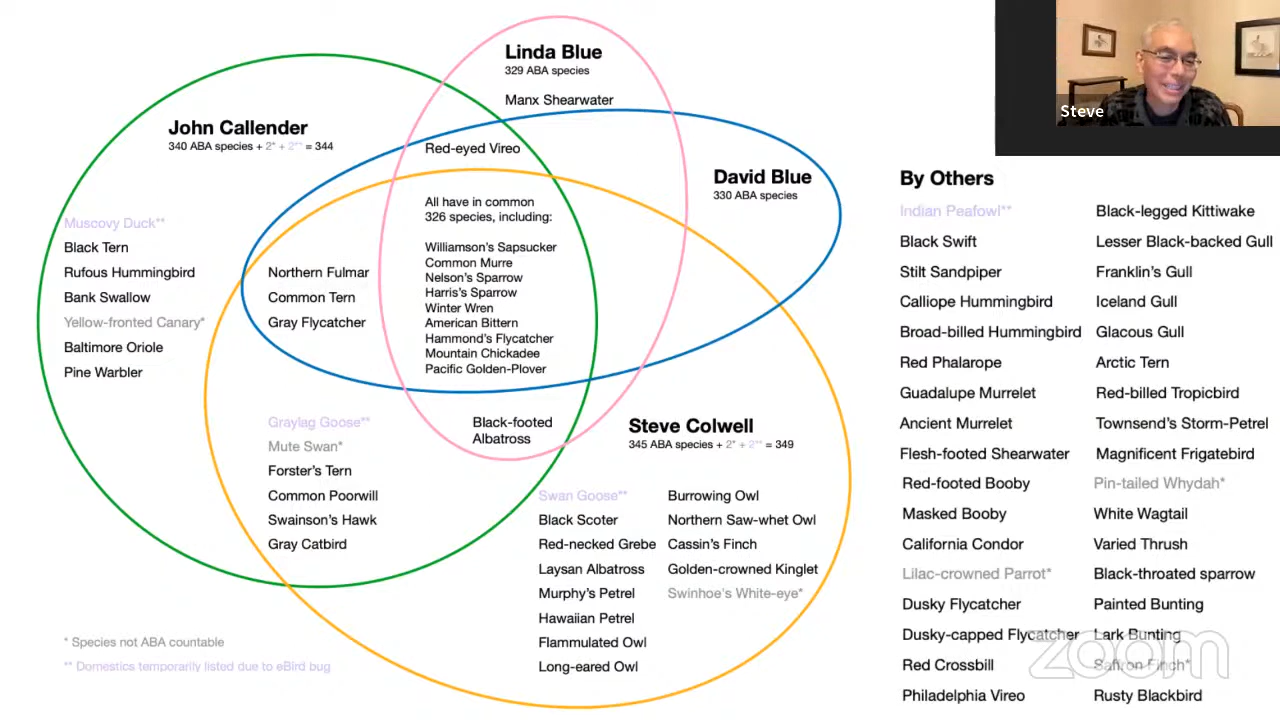 Linda Blue
329 ABA species
Manx Shearwater
Steve
John Callender
340 ABA species + 2* + 2** = 344
Red-eyed Vireo
David Blue
330 ABA species
All have in common
326 species, including:
Williamson's Sapsucker
Common Murre
Nelson's Sparrow
Harris's Sparrow
Winter Wren
American Bittern
Hammond's Flycatcher
Mountain Chickadee
Pacific Golden-Plover
Muscovy Duck**
Black Tern
Rufous Hummingbird
Bank Swallow
Yellow-fronted Canary*
Baltimore Oriole
Pine Warbler
Northern Fulmar
Common Tern
Gray Flycatcher
Graylag Goose**
Mute Swan*
Forster's Tern
Common Poorwill
Swainson's Hawk
Gray Catbird
Black-footed
Albatross
Steve Colwell
345 ABA species + 2* + 2** = 349
Swan Goose**
Black Scoter
Red-necked Grebe
Laysan Albatross
Murphy's Petrel
Hawaiian Petrel
Flammulated Owl
Long-eared Owl
Burrowing Owl
Northern Saw-whet Owl
Cassin's Finch
Golden-crowned Kinglet
Swinhoe's White-eye*
* Species not ABA countable
** Domestics temporarily listed due to eBird bug
By Others
Indian Peafowl**
Black Swift
Stilt Sandpiper
Calliope Hummingbird
Broad-billed Hummingbird
Red Phalarope
Guadalupe Murrelet
Ancient Murrelet
Flesh-footed Shearwater
Red-footed Booby
Masked Booby
California Condor
Lilac-crowned Parrot*
Dusky Flycatcher
Dusky-capped Flycatcher
Red Crossbill
Philadelphia Vireo
Black-legged Kittiwake
Lesser Black-backed Gull
Franklin's Gull
Iceland Gull
Glacous Gull
Arctic Tern
Red-billed Tropicbird
Townsend's Storm-Petrel
Magnificent Frigatebird
Pin-tailed Whydah*
White Wagtail
Varied Thrush
Black-throated sparrow
Painted Bunting
Lark Bunting
Saffron Finch*
Rusty Blackbird
zoom